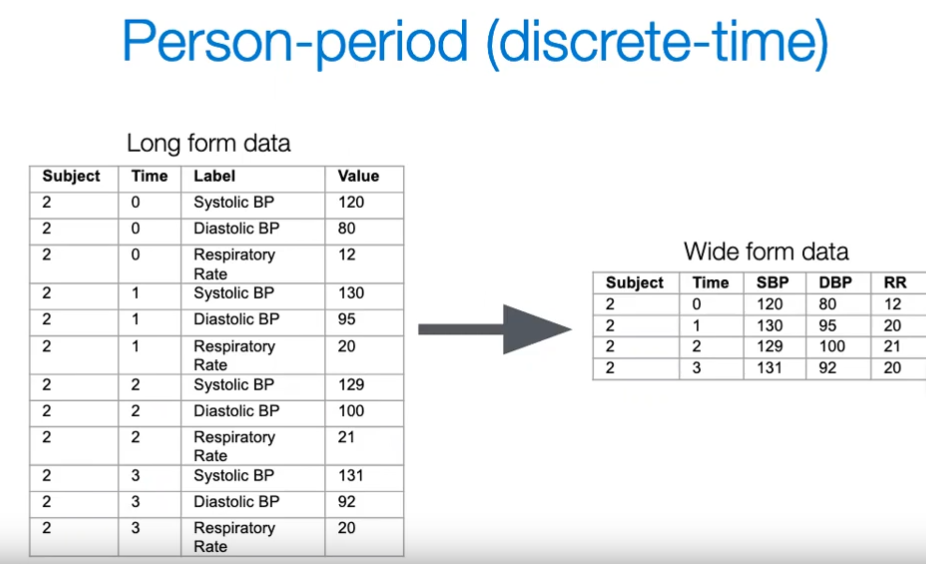 Person-period (discrete-time)
Long form data
Subject Time Label Value
2 0 Systolic BP 120
2 0 Diastolic BP 80
2 0 Respiratory 12
Rate
2 1 Systolic BP 130
2 1 Diastolic BP 95
2 1 Respiratory 20
Rate
2 2 Systolic BP 129
2 2 Diastolic BP 100
2 2 Respiratory 21
Rate
2 3 Systolic BP 131
2 3 Diastolic BP 92
2 3 Respiratory 20
Rate
Wide form data
Subject Time SBP DBP RR
2 0 120 80 12
2 1 130 95 20
2 2 129 100 21
2 3 131 92 20